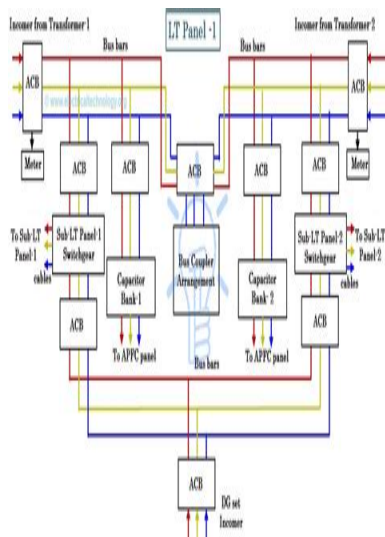 Incomer from Transformer-1
LT Panel -1
Incomer from Transformer-2
Bus bars
Bus bars
ACB
ACB
© www.electricaltechnology.org
Meter
ACB
ACB
ACB
ACB
ACB
Meter
To Sub-LT
Panel-1
cables
Sub-LT Panel-1
Switchgear
Capacitor
Bank-1
Bus Coupler
Arrangement
Capacitor
Bank- 2
Sub-LT Panel-2
Switchgear
To Sub-LT
Panel-2
cables
ACB
ACB
To APFC panel
To APFC panel
Bus bars
ACB
DG set
Incomer